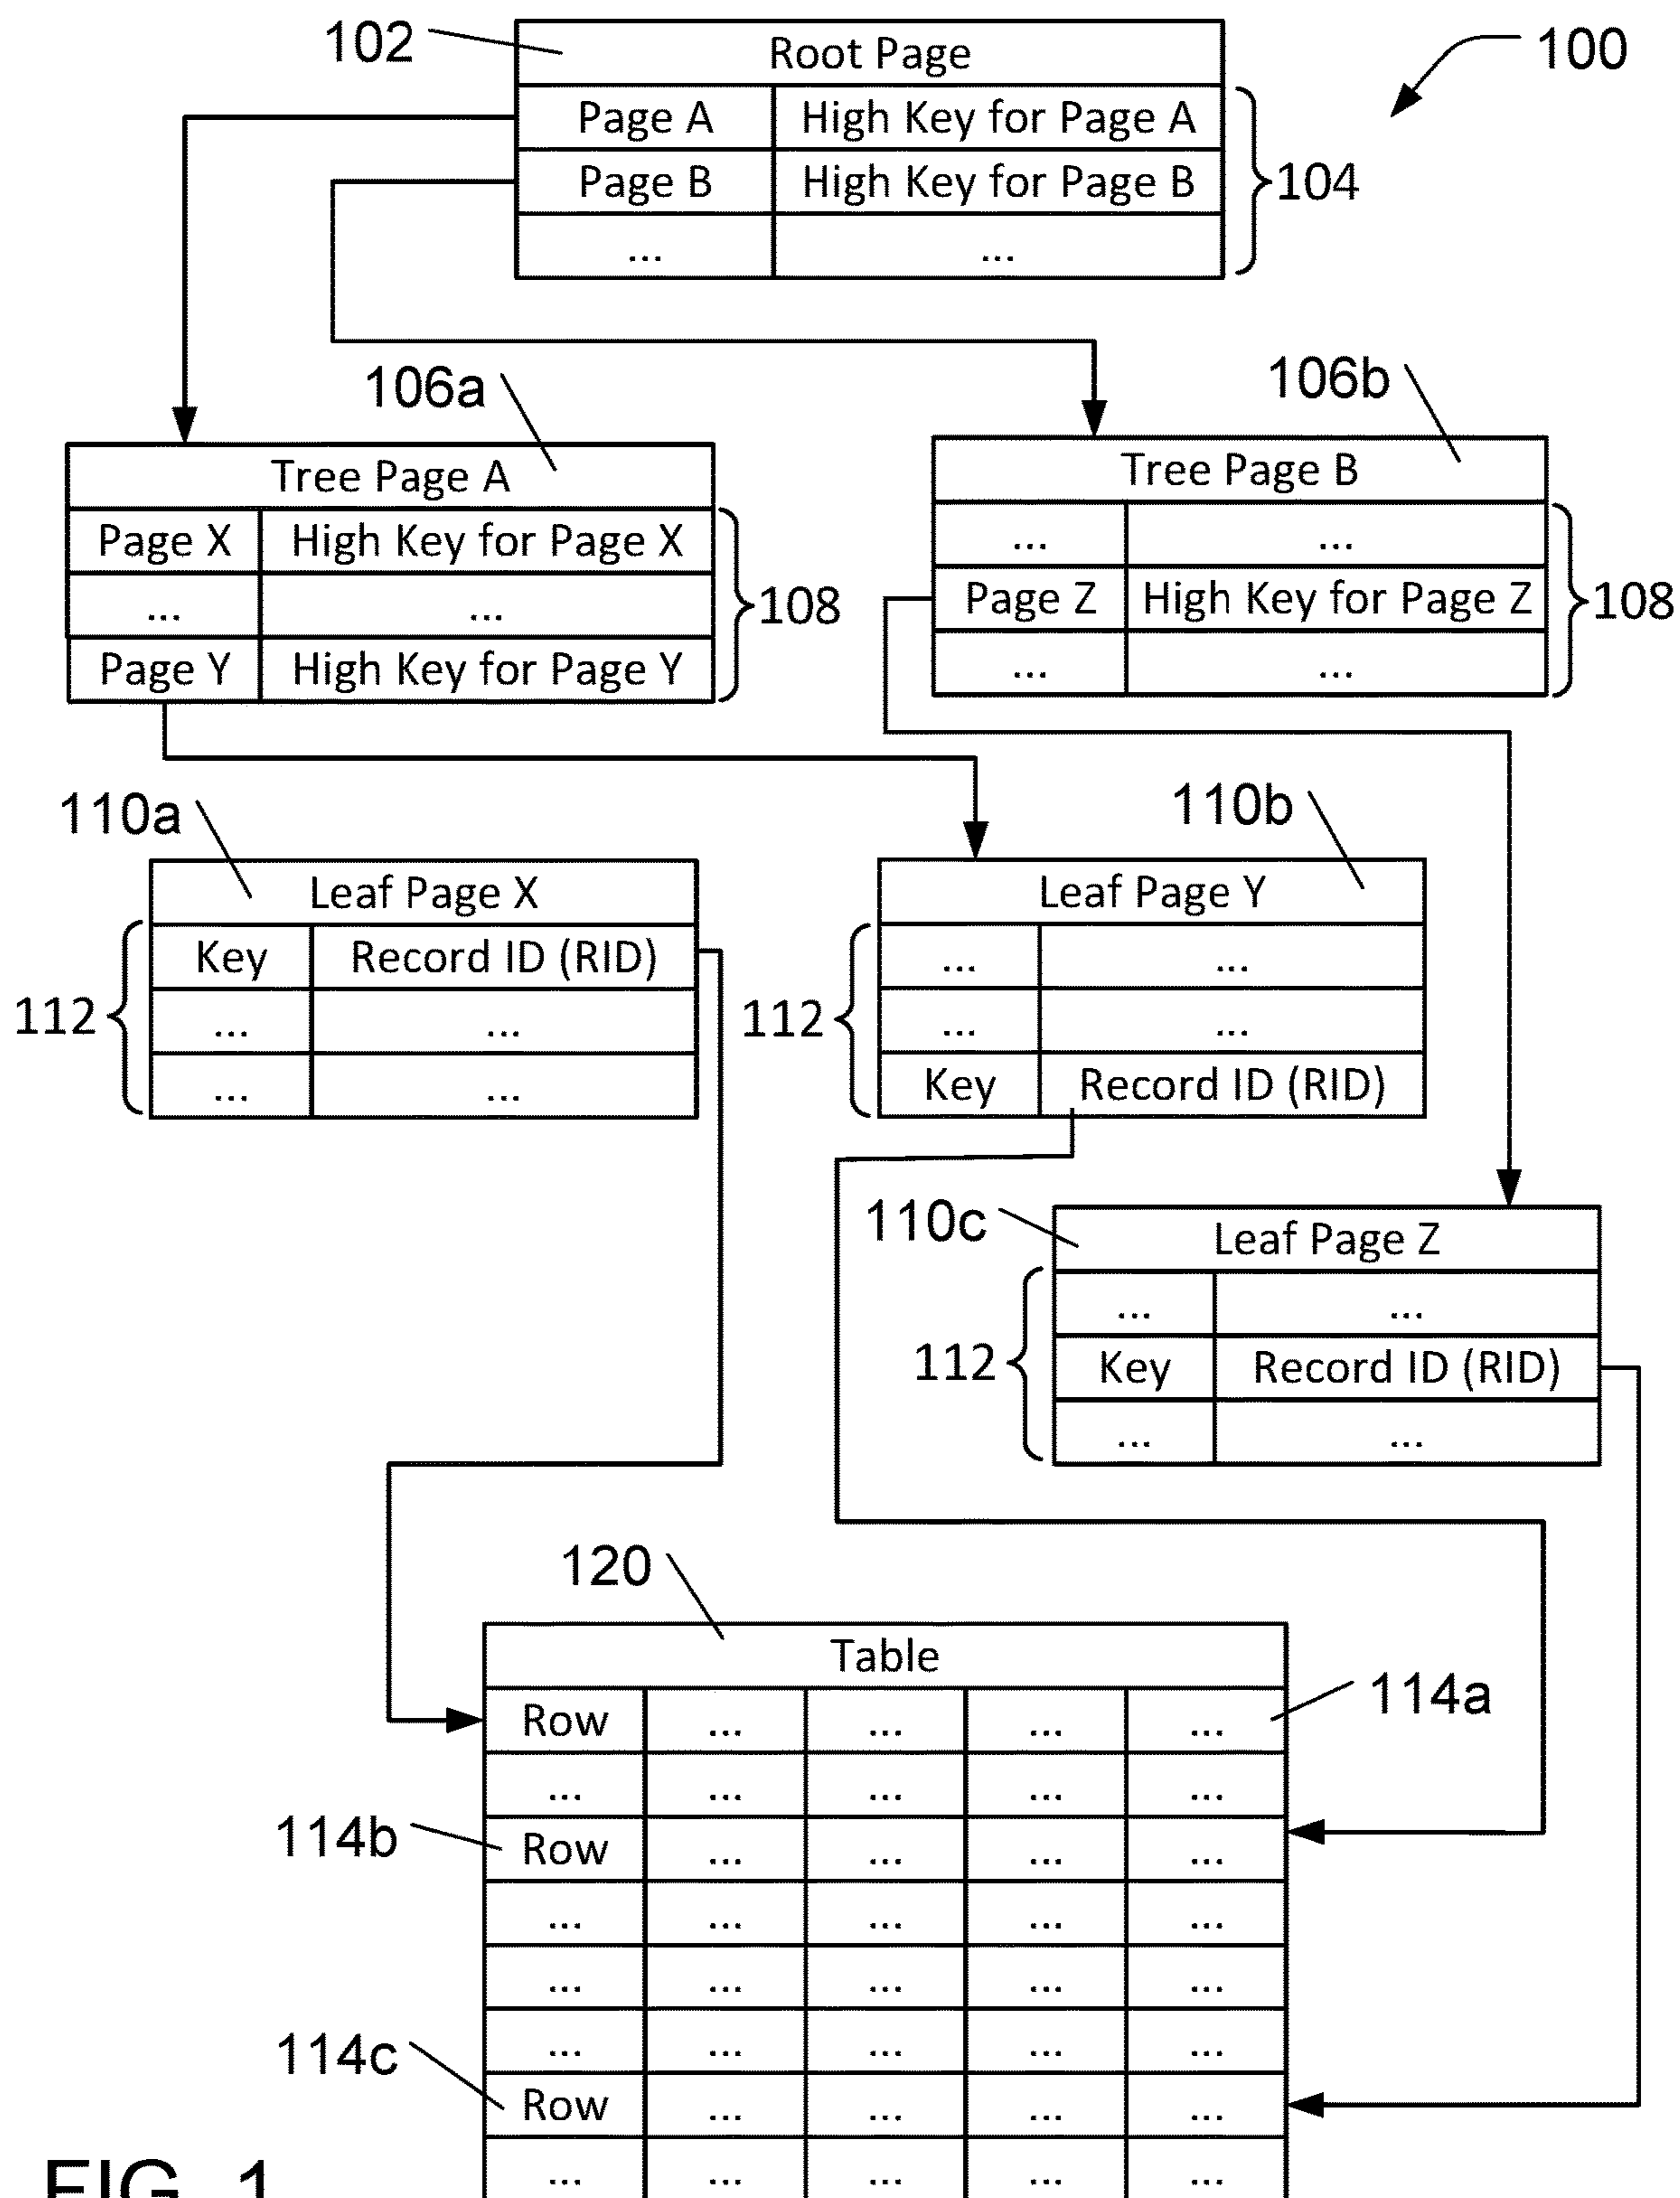 102
Root Page
100
Page A High Key for Page A
Page B High Key for Page B
104
... ...
106a
106b
Tree Page A
Page X High Key for Page X
... ...
108
Page Y High Key for Page Y
Tree Page B
... ...
Page Z High Key for Page Z
108
... ...
110a
110b
Leaf Page X
Key Record ID (RID)
112
... ...
... ...
Leaf Page Y
... ...
112
... ...
Key Record ID (RID)
110c
Leaf Page Z
... ...
112
Key Record ID (RID)
... ...
120
Table
114a
Row ... ... ... ...
... ... ... ... ...
114b
Row ... ... ... ...
... ... ... ... ...
... ... ... ... ...
... ... ... ... ...
114c
Row ... ... ... ...
... ... ... ... ...
FIG. 1